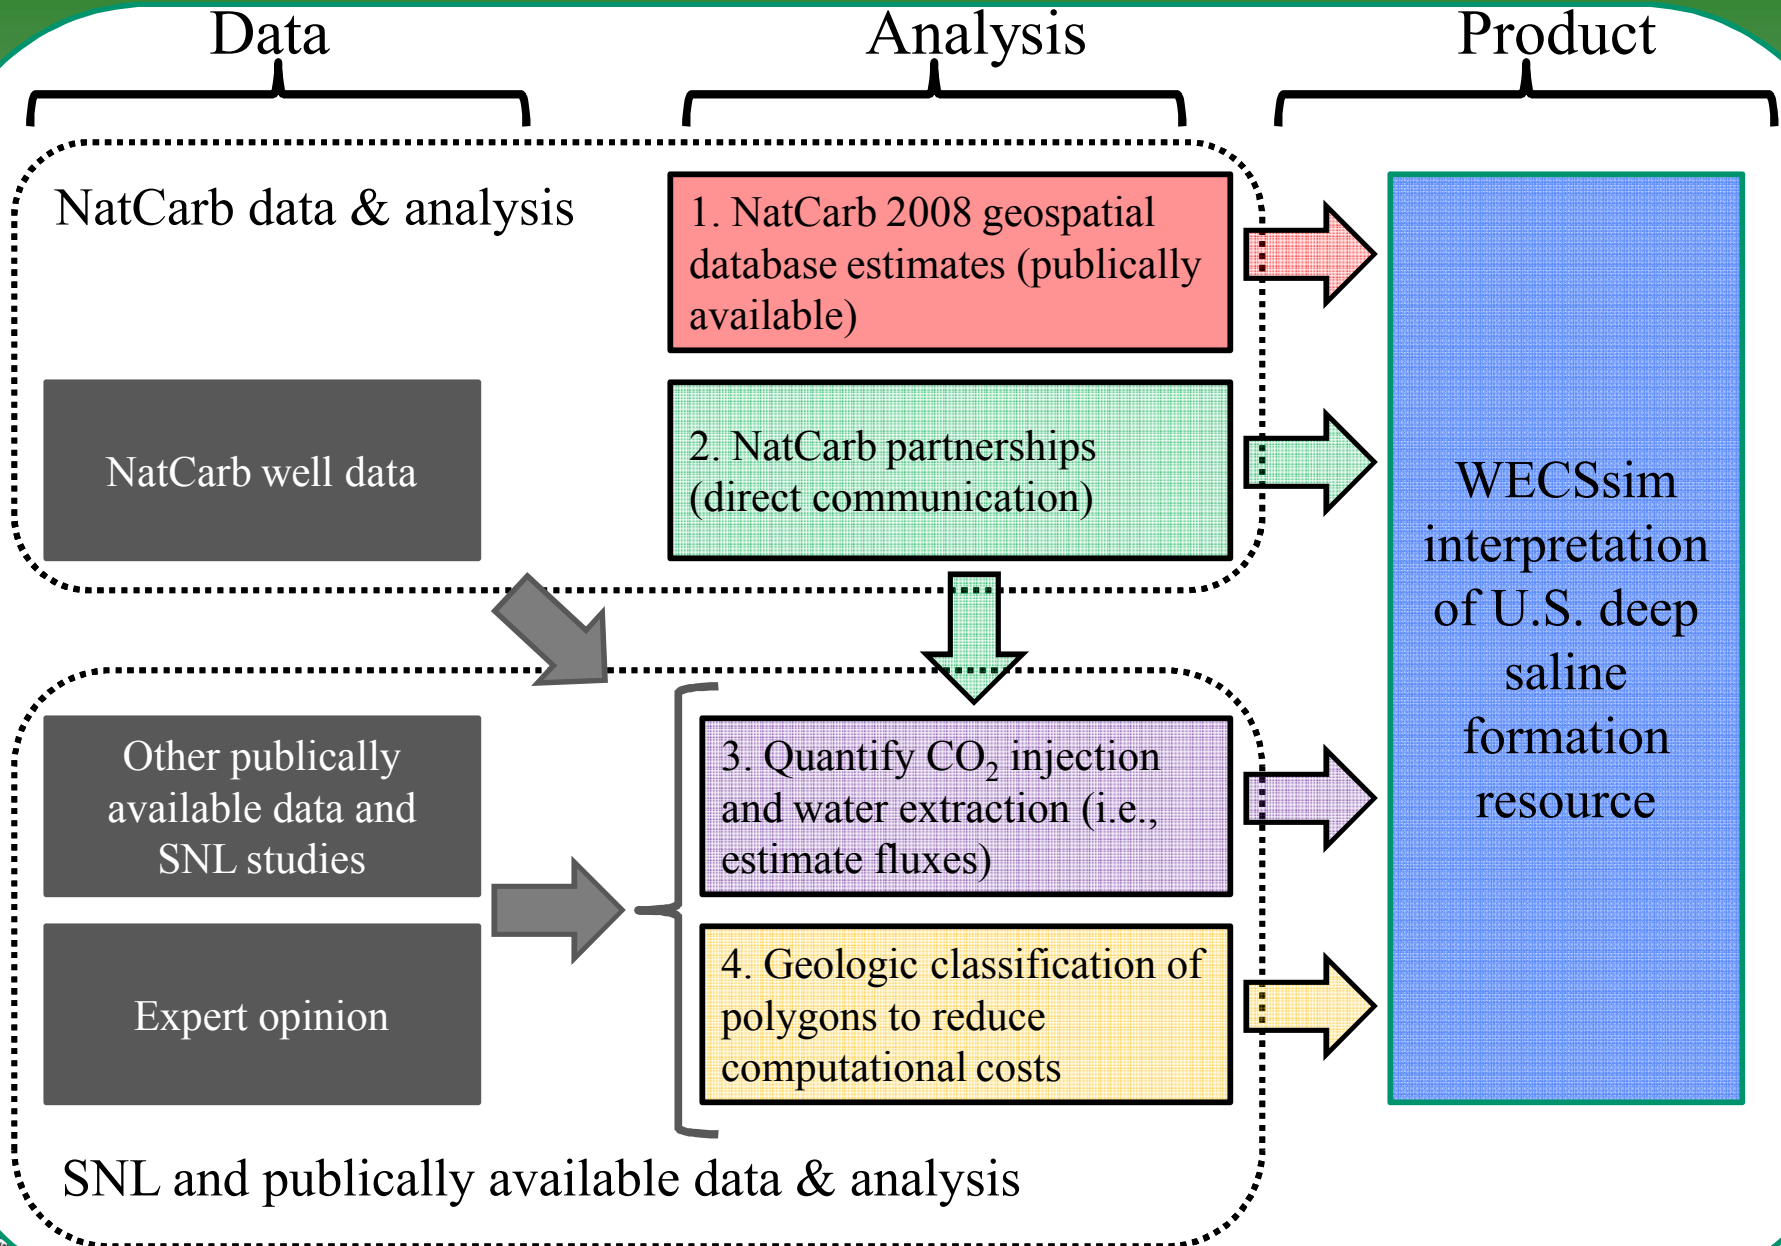 Data
Analysis
Product
NatCarb data & analysis
1. NatCarb 2008 geospatial
database estimates (publically
available)
NatCarb well data
2. NatCarb partnerships
(direct communication)
Other publically
available data and
SNL studies
3. Quantify CO₂ injection
and water extraction (i.e.,
estimate fluxes)
Expert opinion
4. Geologic classification of
polygons to reduce
computational costs
SNL and publically available data & analysis
WECSsim
interpretation
of U.S. deep
saline
formation
resource